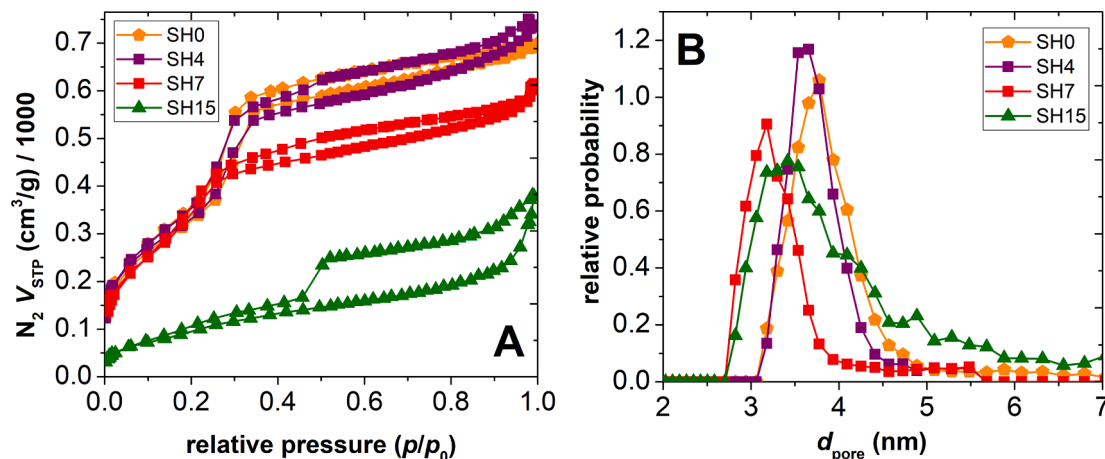 A
SH0
SH4
SH7
SH15
N2 VSTP (cm3/g) / 1000
0.7
0.6
0.5
0.4
0.3
0.2
0.1
0.0
0.0 0.2 0.4 0.6 0.8 1.0
relative pressure (p/p0)
B
SH0
SH4
SH7
SH15
relative probability
1.2
1.0
0.8
0.6
0.4
0.2
0.0
2 3 4 5 6 7
dpore (nm)